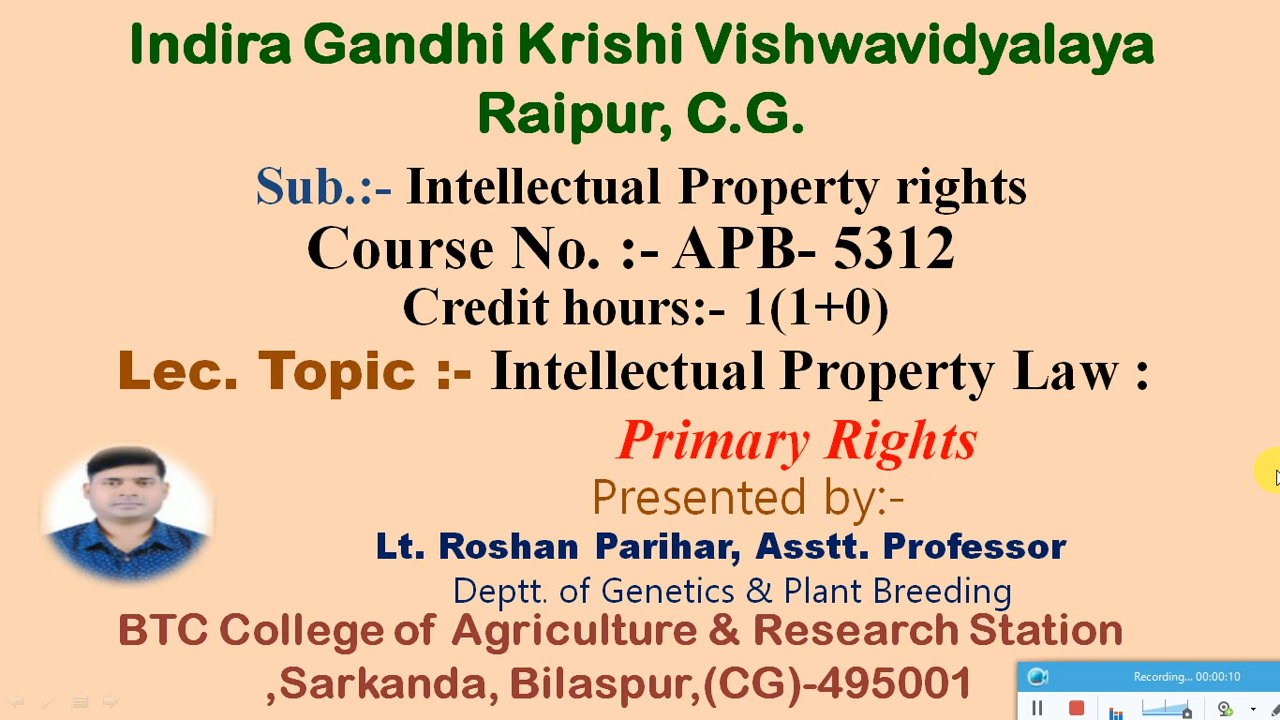 Indira Gandhi Krishi Vishwavidyalaya
Raipur, C.G.
Sub.:- Intellectual Property rights
Course No. :- APB- 5312
Credit hours:- 1(1+0)
Lec. Topic :- Intellectual Property Law :
Primary Rights
Presented by:-
Lt. Roshan Parihar, Asstt. Professor
Deptt. of Genetics & Plant Breeding
BTC College of Agriculture & Research Station
,Sarkanda, Bilaspur,(CG)-495001
Recording... 00:00:10